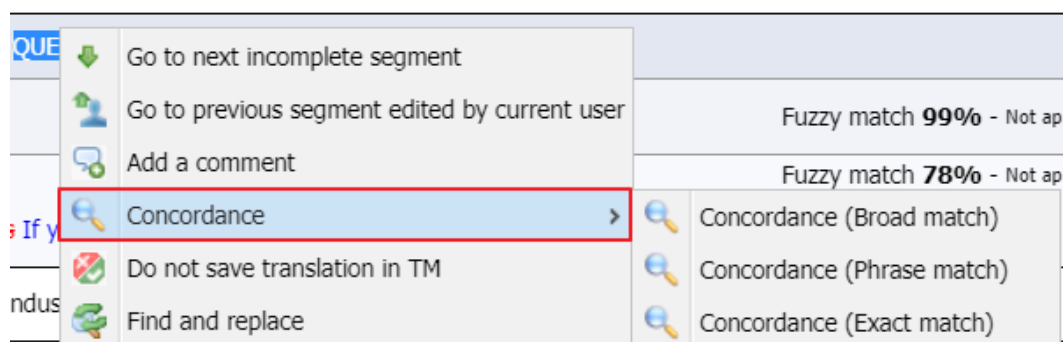 QUE
Go to next incomplete segment
Go to previous segment edited by current user
Fuzzy match 99% - Not ap
Add a comment
Fuzzy match 78% - Not ap
If y
Concordance
Concordance (Broad match)
Do not save translation in TM
Concordance (Phrase match)
ndus
Find and replace
Concordance (Exact match)